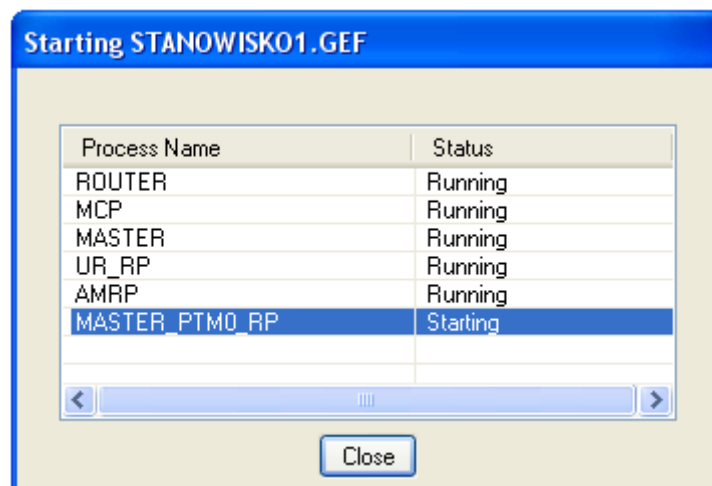 Starting STANOWISKO1.GEF
Process Name Status
ROUTER Running
MCP Running
MASTER Running
UR_RP Running
AMRP Running
MASTER_PTM0_RP Starting
Close